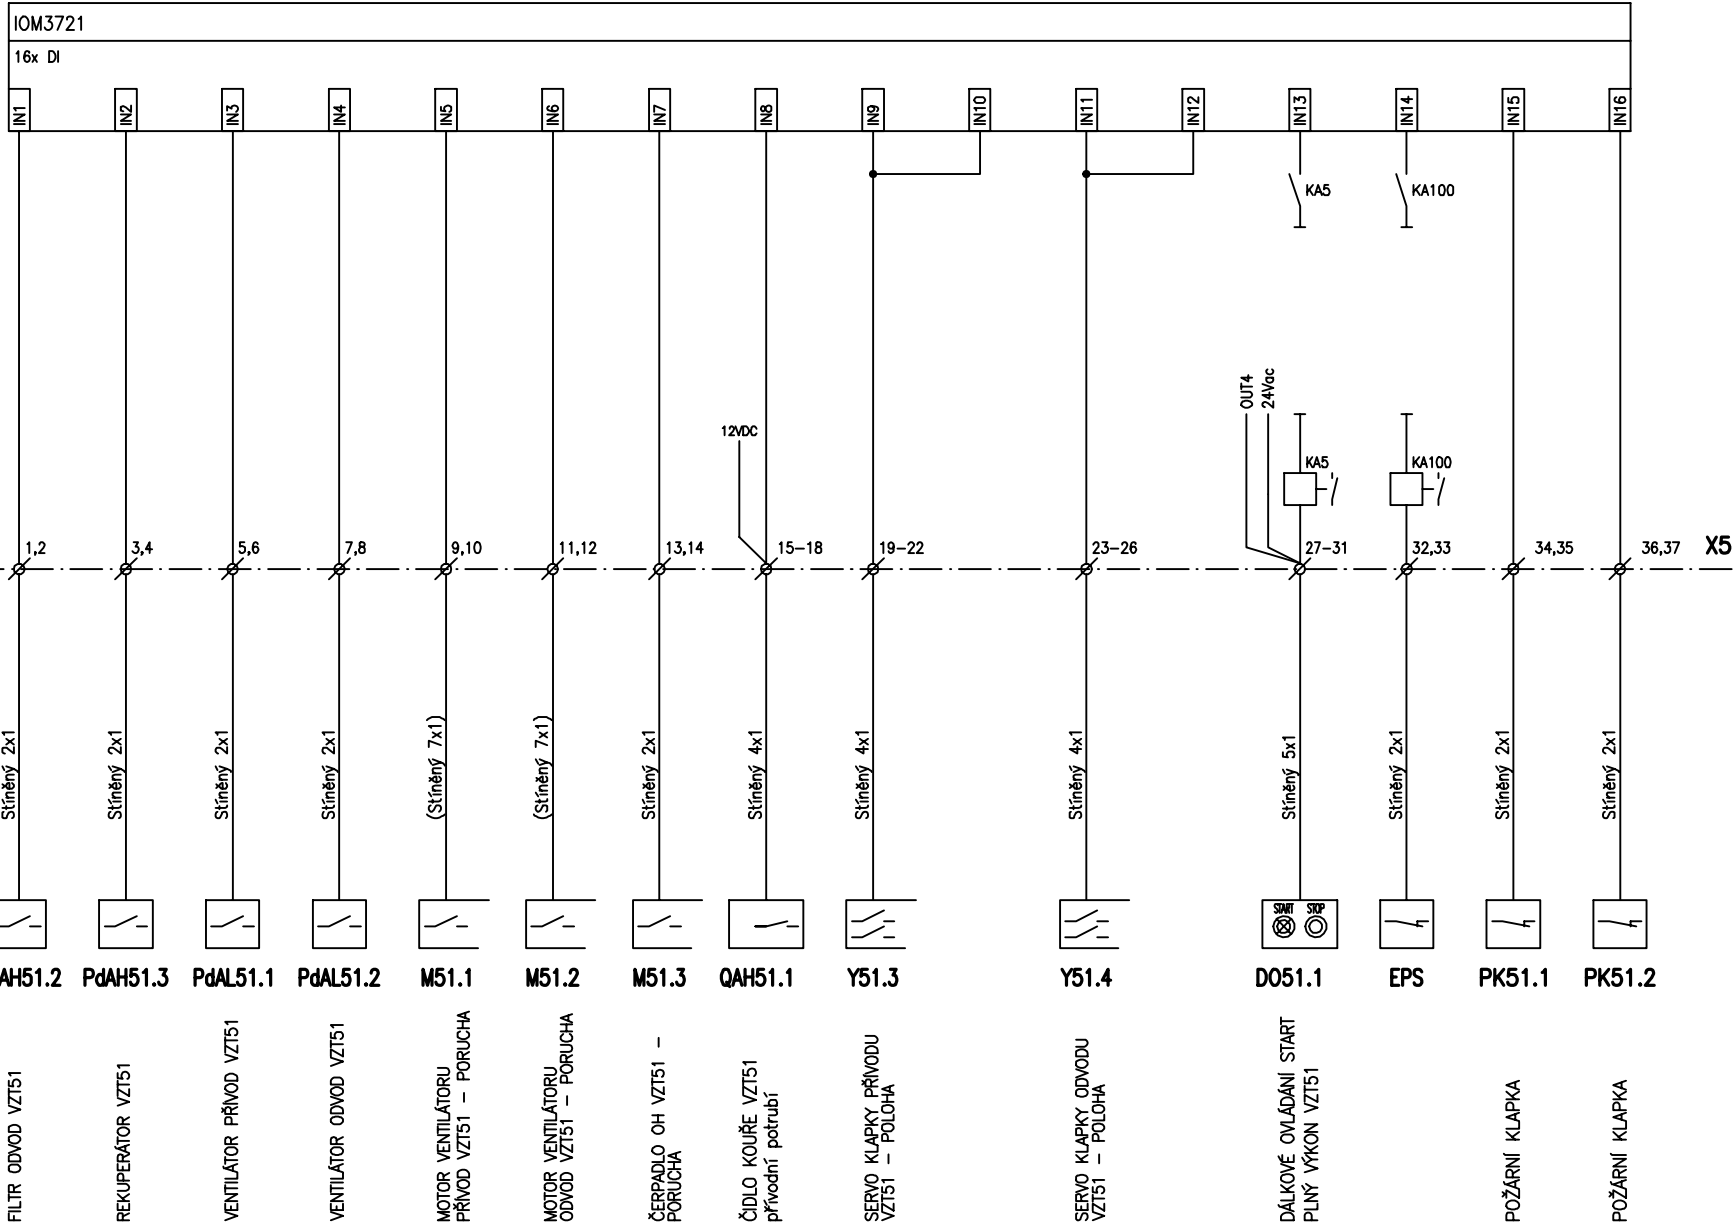 IOM3721
16x DI
IN1 IN2 IN3 IN4 IN5 IN6 IN7 IN8 IN9 IN10 IN11 IN12 IN13 IN14 IN15 IN16
KA5 KA100
OUT4
24Vac
12VDC
KA5 KA100
1,2 3,4 5,6 7,8 9,10 11,12 13,14 15-18 19-22 23-26 27-31 32,33 34,35 36,37 X5
Stíněný 2x1
Stíněný 2x1
Stíněný 2x1
Stíněný 2x1
(Stíněný 7x1)
(Stíněný 7x1)
Stíněný 2x1
Stíněný 4x1
Stíněný 4x1
Stíněný 4x1
Stíněný 5x1
Stíněný 2x1
Stíněný 2x1
Stíněný 2x1
START STOP
AH51.2 PdAH51.3 PdAL51.1 PdAL51.2 M51.1 M51.2 M51.3 QAH51.1 Y51.3 Y51.4 DO51.1 EPS PK51.1 PK51.2
FILTR ODVOD VZT51
REKUPERÁTOR VZT51
VENTILÁTOR PŘÍVOD VZT51
VENTILÁTOR ODVOD VZT51
MOTOR VENTILÁTORU
PŘÍVOD VZT51 - PORUCHA
MOTOR VENTILÁTORU
ODVOD VZT51 - PORUCHA
ČERPADLO OH VZT51 -
PORUCHA
ČIDLO KOUŘE VZT51
přívodní potrubí
SERVO KLAPKY PŘÍVODU
VZT51 - POLOHA
SERVO KLAPKY ODVODU
VZT51 - POLOHA
DÁLKOVÉ OVLÁDÁNÍ START
PLNÝ VÝKON VZT51
POŽÁRNÍ KLAPKA
POŽÁRNÍ KLAPKA